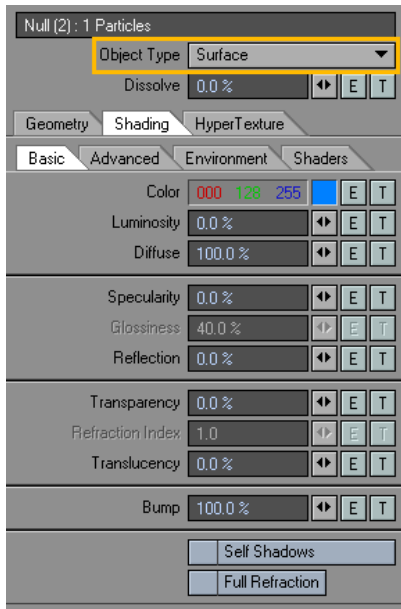 Null (2) : 1 Particles
Object Type Surface
Dissolve 0.0 % E T
Geometry Shading HyperTexture
Basic Advanced Environment Shaders
Color 000 128 255 E T
Luminosity 0.0 % E T
Diffuse 100.0 % E T
Specularity 0.0 % E T
Glossiness 40.0 % E T
Reflection 0.0 % E T
Transparency 0.0 % E T
Refraction Index 1.0 E T
Translucency 0.0 % E T
Bump 100.0 % E T
Self Shadows
Full Refraction